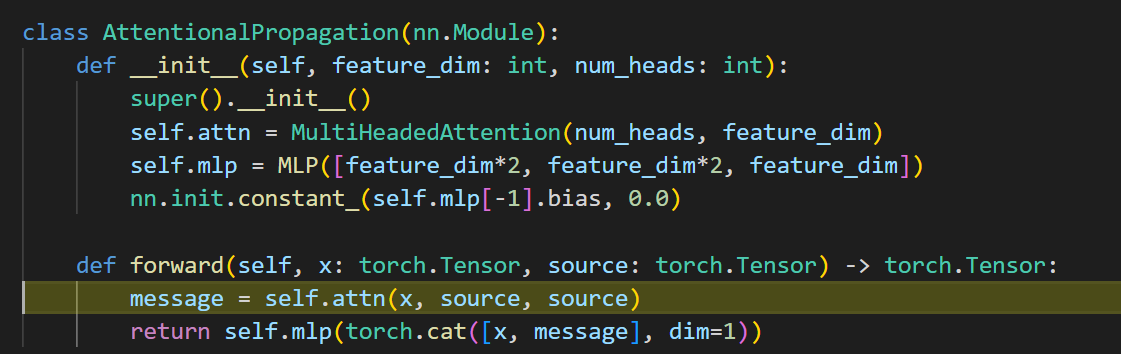 class AttentionalPropagation(nn.Module):
    def __init__(self, feature_dim: int, num_heads: int):
        super().__init__()
        self.attn = MultiHeadedAttention(num_heads, feature_dim)
        self.mlp = MLP([feature_dim*2, feature_dim*2, feature_dim])
        nn.init.constant_(self.mlp[-1].bias, 0.0)

    def forward(self, x: torch.Tensor, source: torch.Tensor) -> torch.Tensor:
        message = self.attn(x, source, source)
        return self.mlp(torch.cat([x, message], dim=1))